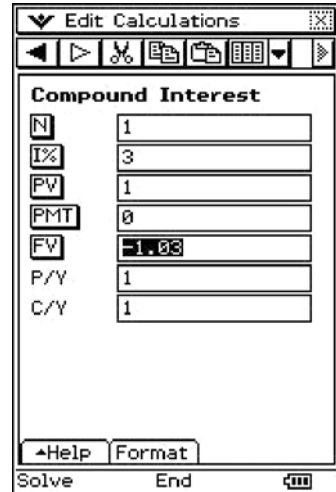 Edit Calculations
Compound Interest
N 1
I% 3
PV 1
PMT 0
FV -1.03
P/Y 1
C/Y 1
Help Format
Solve End